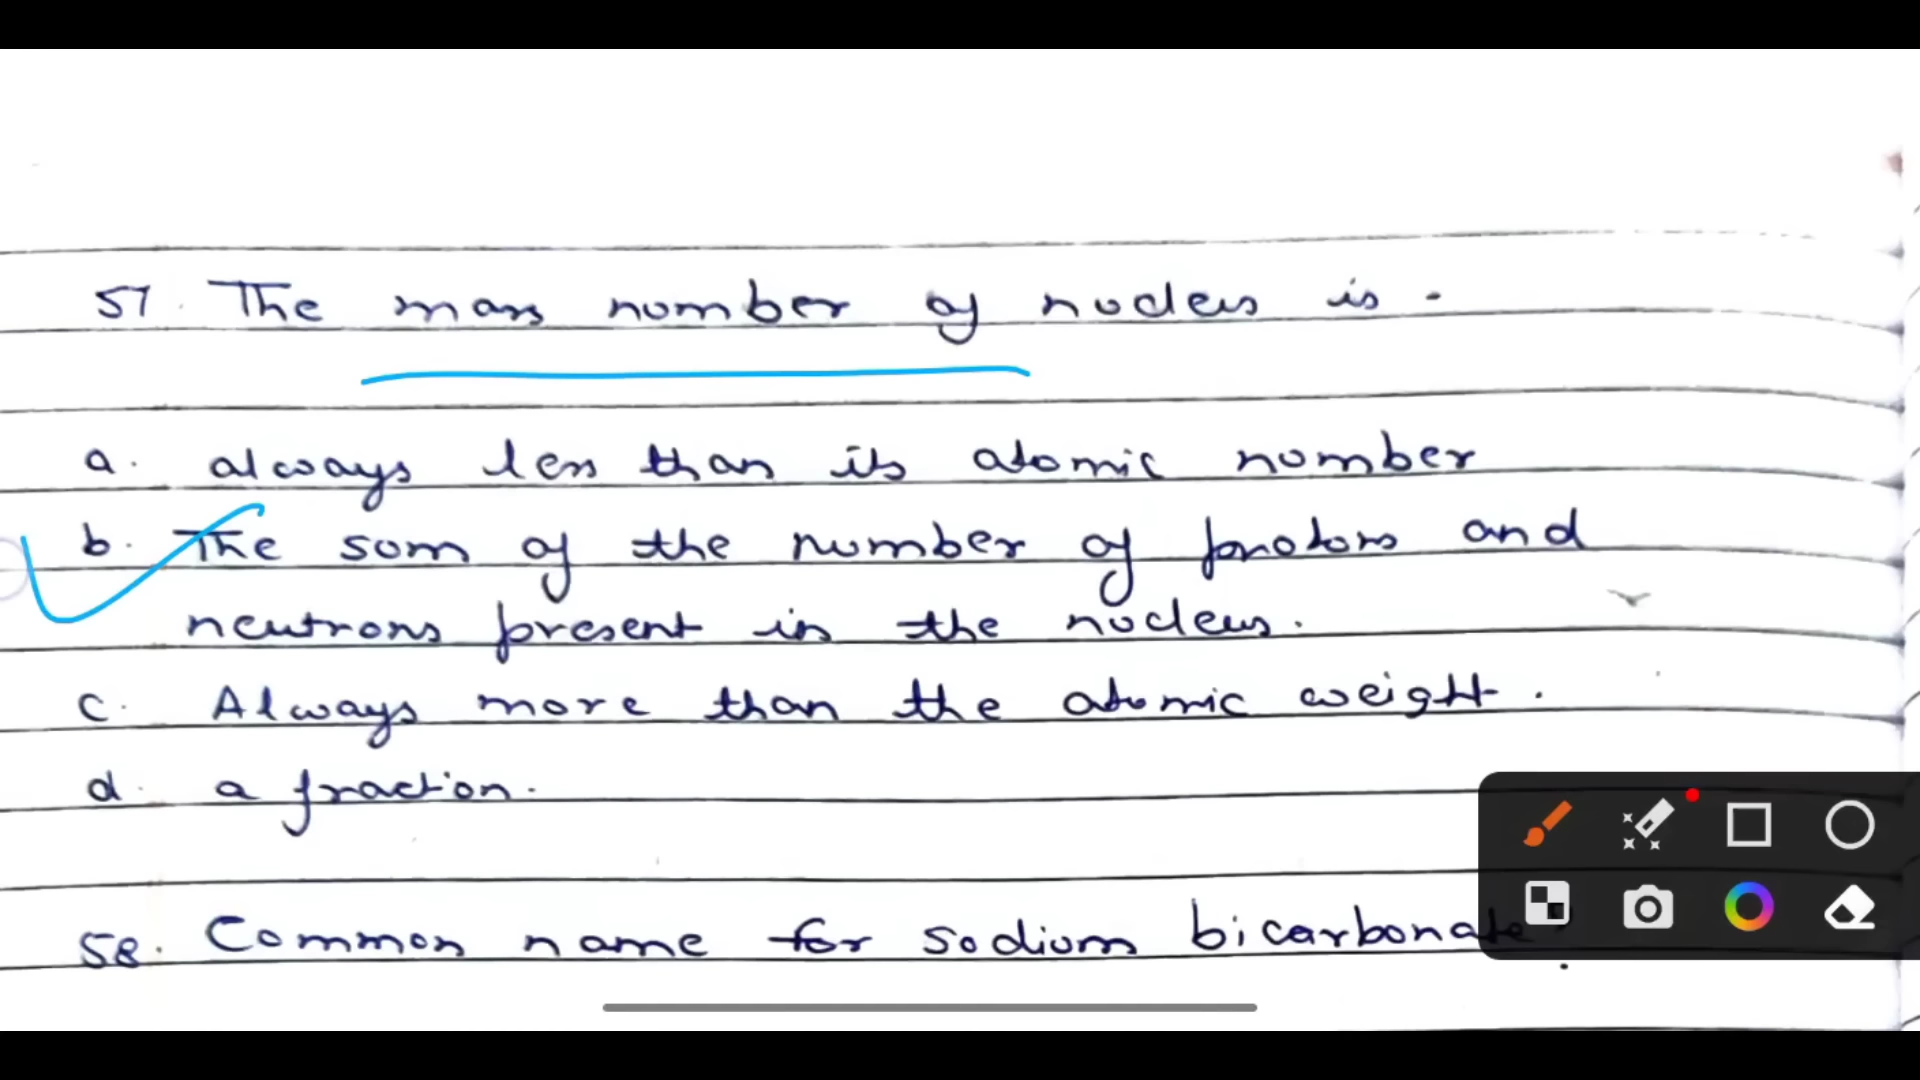 57. The mass number of nucleus is -
a. always less than its atomic number
b. The sum of the number of protons and
neutrons present in the nucleus.
c. Always more than the atomic weight.
d. a fraction.
58. Common name for sodium bicarbonate